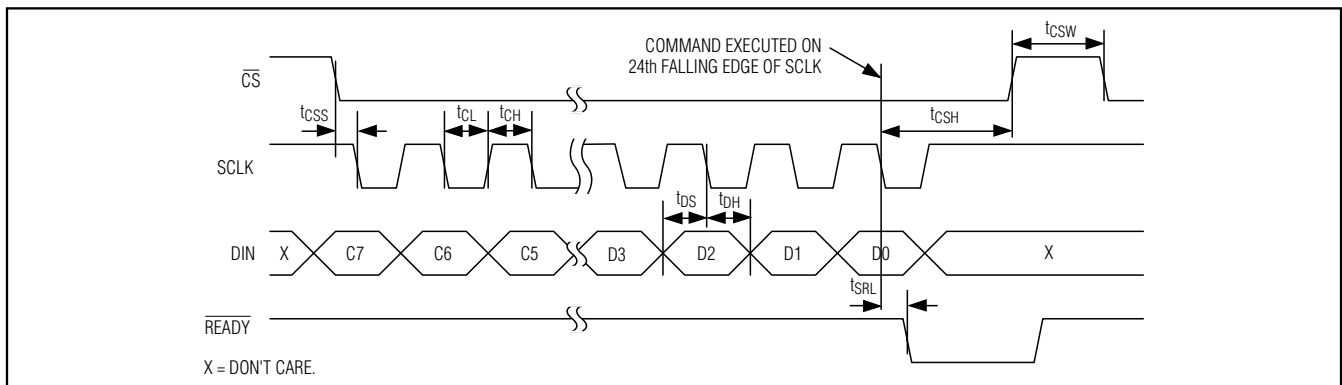 COMMAND EXECUTED ON
24th FALLING EDGE OF SCLK
tCSW
CS
tCSS
tCL
tCH
tCSH
SCLK
tDS
tDH
DIN
X
C7
C6
C5
D3
D2
D1
D0
X
tSRL
READY
X = DON'T CARE.